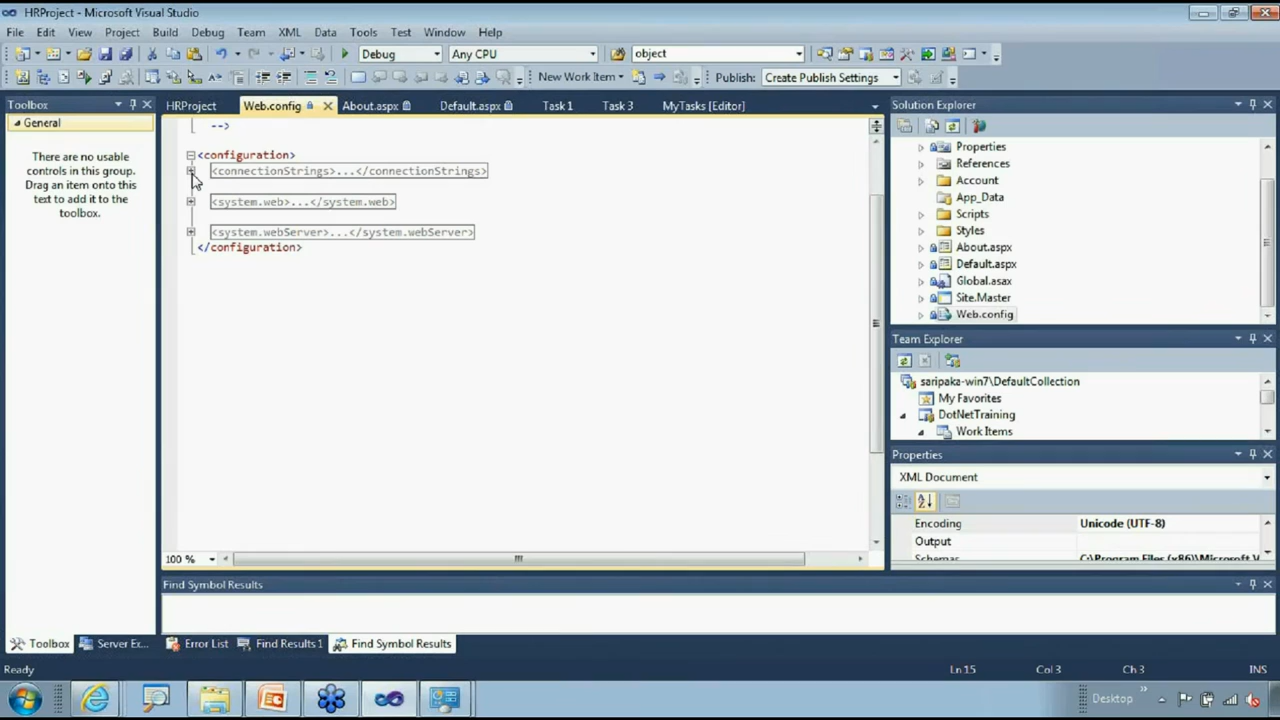 HRProject - Microsoft Visual Studio
File Edit View Project Build Debug Team XML Data Tools Test Window Help
Debug Any CPU object
New Work Item Publish: Create Publish Settings
Toolbox
General
There are no usable
controls in this group.
Drag an item onto this
text to add it to the
toolbox.
HRProject Web.config About.aspx Default.aspx Task 1 Task 3 MyTasks [Editor]
-->
<configuration>
<connectionStrings>...</connectionStrings>
<system.web>...</system.web>
<system.webServer>...</system.webServer>
</configuration>
100 %
Solution Explorer
Properties
References
Account
App_Data
Scripts
Styles
About.aspx
Default.aspx
Global.asax
Site.Master
Web.config
Team Explorer
saripaka-win7\DefaultCollection
My Favorites
DotNetTraining
Work Items
Properties
XML Document
Encoding Unicode (UTF-8)
Output
Schemas C:\Program Files (x86)\Microsoft V
Find Symbol Results
Toolbox Server Ex... Error List Find Results 1 Find Symbol Results
Ready Ln 15 Col 3 Ch 3 INS
Desktop